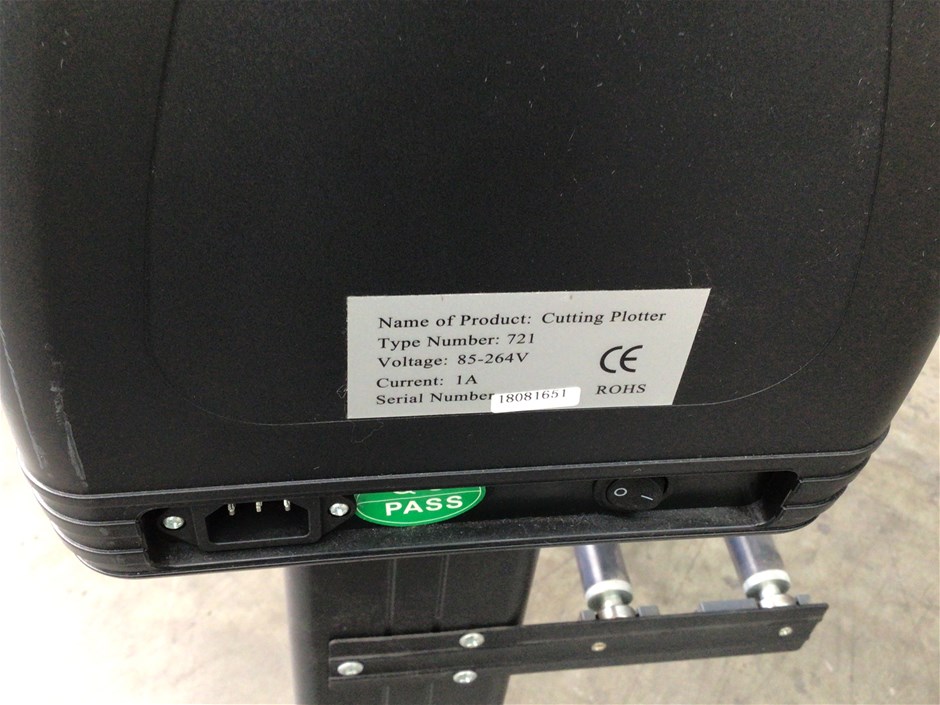 Name of Product: Cutting Plotter
Type Number: 721
Voltage: 85-264V
Current: 1A
Serial Number 18081651
CE
ROHS
PASS
O I